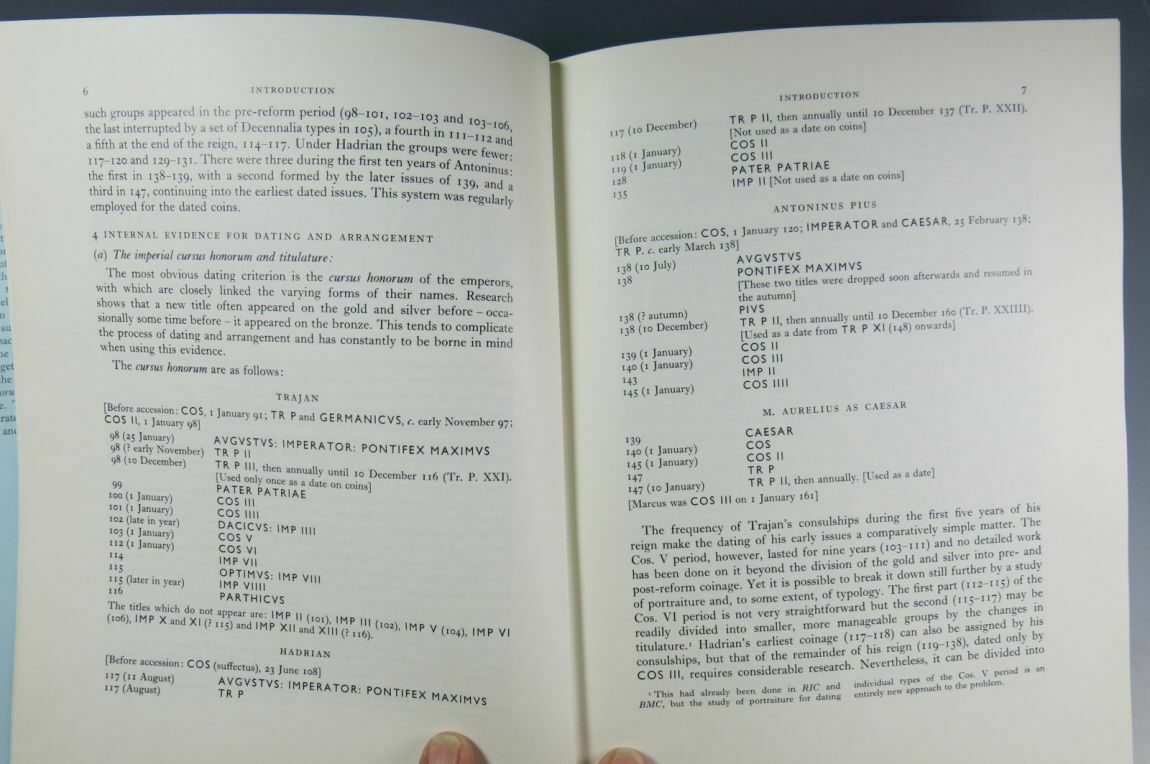 6
INTRODUCTION
such groups appeared in the pre-reform period (98–101, 102–103 and 103–106,
the last interrupted by a set of Decennalia types in 105), a fourth in 111–112 and
a fifth at the end of the reign, 114–117. Under Hadrian the groups were fewer:
117–120 and 129–131. There were three during the first ten years of Antoninus:
the first in 138–139, with a second formed by the later issues of 139, and a
third in 147, continuing into the earliest dated issues. This system was regularly
employed for the dated coins.
4 INTERNAL EVIDENCE FOR DATING AND ARRANGEMENT
(a) The imperial cursus honorum and titulature:
The most obvious dating criterion is the cursus honorum of the emperors,
with which are closely linked the varying forms of their names. Research
shows that a new title often appeared on the gold and silver before – occa-
sionally some time before – it appeared on the bronze. This tends to complicate
the process of dating and arrangement and has constantly to be borne in mind
when using this evidence.
The cursus honorum are as follows:
TRAJAN
[Before accession: COS, 1 January 91; TR P and GERMANICVS, c. early November 97;
COS II, 1 January 98]
98 (25 January) AVGVSTVS: IMPERATOR: PONTIFEX MAXIMVS
98 (? early November) TR P II
98 (10 December) TR P III, then annually until 10 December 116 (Tr. P. XXI).
[Used only once as a date on coins]
99 PATER PATRIAE
100 (1 January) COS III
101 (1 January) COS IIII
102 (late in year) DACICVS: IMP IIII
103 (1 January) COS V
112 (1 January) COS VI
114 IMP VII
115 OPTIMVS: IMP VIII
115 (later in year) IMP VIIII
116 PARTHICVS
The titles which do not appear are: IMP II (101), IMP III (102), IMP V (104), IMP VI
(106), IMP X and XI (? 115) and IMP XII and XIII (? 116).
HADRIAN
[Before accession: COS (suffectus), 23 June 108]
117 (11 August) AVGVSTVS: IMPERATOR: PONTIFEX MAXIMVS
117 (August) TR P
INTRODUCTION
7
117 (10 December) TR P II, then annually until 10 December 137 (Tr. P. XXII).
[Not used as a date on coins]
118 (1 January) COS II
119 (1 January) COS III
128 PATER PATRIAE
135 IMP II [Not used as a date on coins]
ANTONINUS PIUS
[Before accession: COS, 1 January 120; IMPERATOR and CAESAR, 25 February 138;
TR P. c. early March 138]
138 (10 July) AVGVSTVS
138 PONTIFEX MAXIMVS
[These two titles were dropped soon afterwards and resumed in
the autumn]
138 (? autumn) PIVS
138 (10 December) TR P II, then annually until 10 December 160 (Tr. P. XXIIII).
[Used as a date from TR P XI (148) onwards]
139 (1 January) COS II
140 (1 January) COS III
143 IMP II
145 (1 January) COS IIII
M. AURELIUS AS CAESAR
139 CAESAR
140 (1 January) COS
145 (1 January) COS II
147 TR P
147 (10 January) TR P II, then annually. [Used as a date]
[Marcus was COS III on 1 January 161]
The frequency of Trajan's consulships during the first five years of his
reign make the dating of his early issues a comparatively simple matter. The
Cos. V period, however, lasted for nine years (103–111) and no detailed work
has been done on it beyond the division of the gold and silver into pre- and
post-reform coinage. Yet it is possible to break it down still further by a study
of portraiture and, to some extent, of typology. The first part (112–115) of the
Cos. VI period is not very straightforward but the second (115–117) may be
readily divided into smaller, more manageable groups by the changes in
titulature.¹ Hadrian's earliest coinage (117–118) can also be assigned by his
consulships, but that of the remainder of his reign (119–138), dated only by
COS III, requires considerable research. Nevertheless, it can be divided into
¹ This had already been done in RIC and
BMC, but the study of portraiture for dating
individual types of the Cos. V period is an
entirely new approach to the problem.